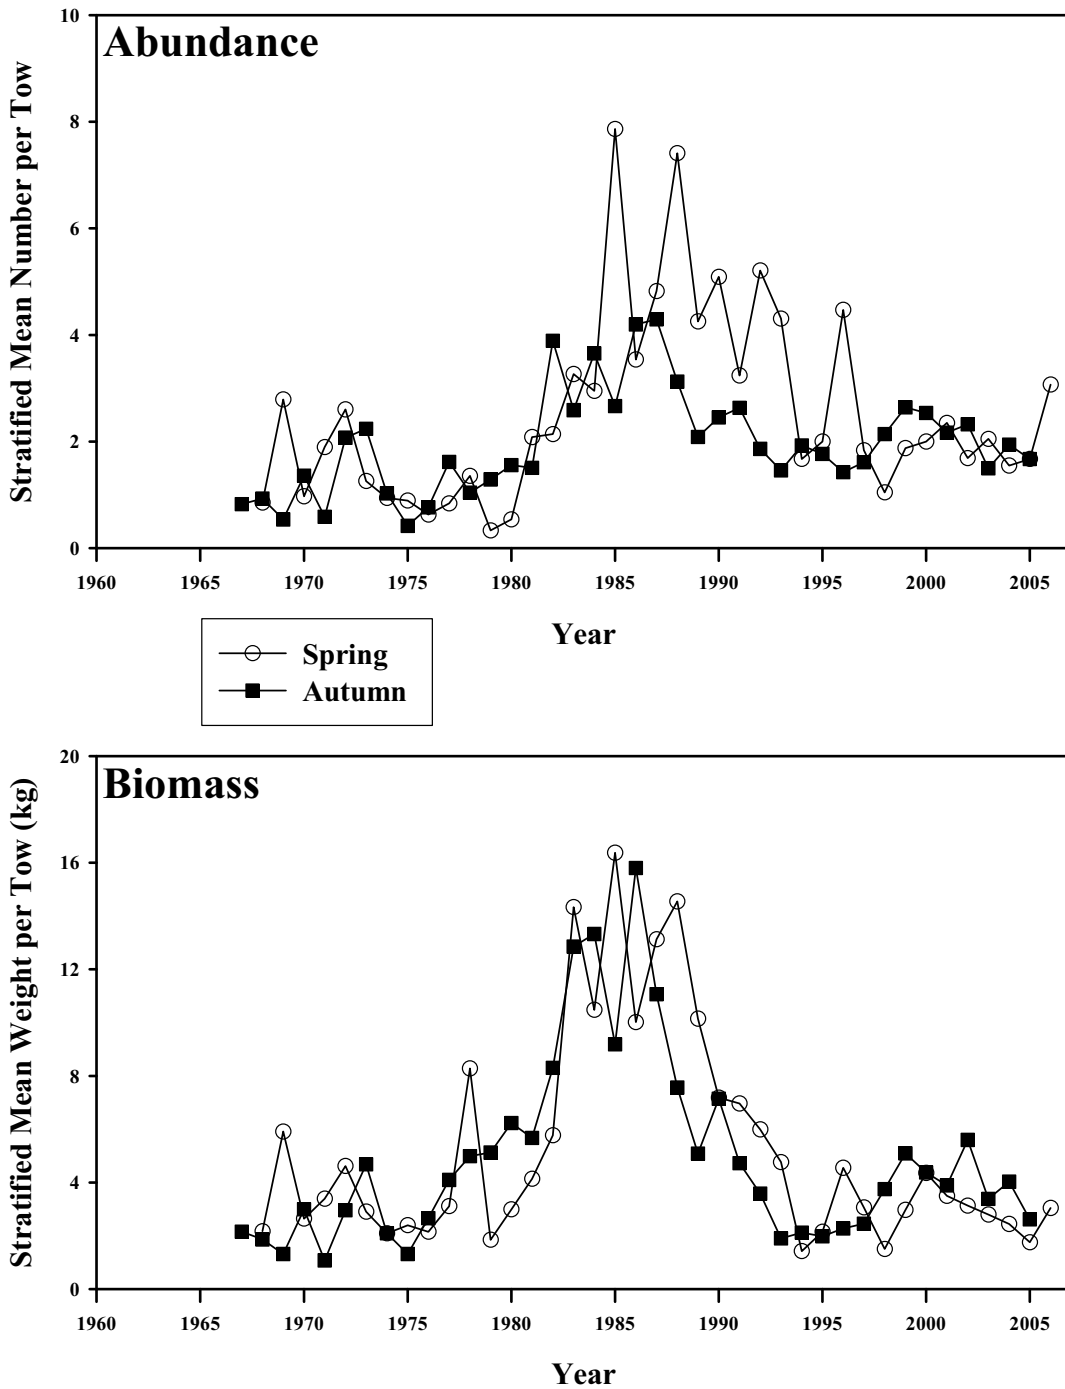 Abundance
Stratified Mean Number per Tow
10
8
6
4
2
0
1960 1965 1970 1975 1980 1985 1990 1995 2000 2005
Year
Spring
Autumn
Biomass
Stratified Mean Weight per Tow (kg)
20
16
12
8
4
0
1960 1965 1970 1975 1980 1985 1990 1995 2000 2005
Year